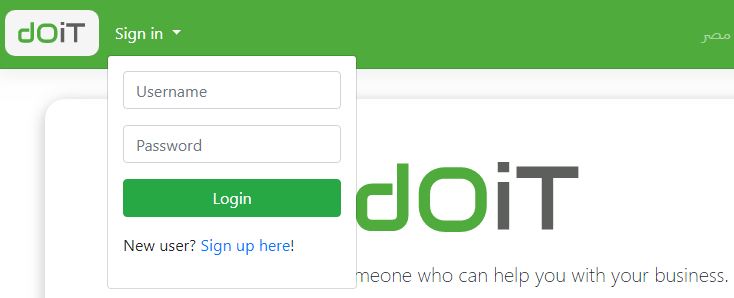 dOiT Sign in مصر
Username
Password
Login
New user? Sign up here!
dOiT
meone who can help you with your business.